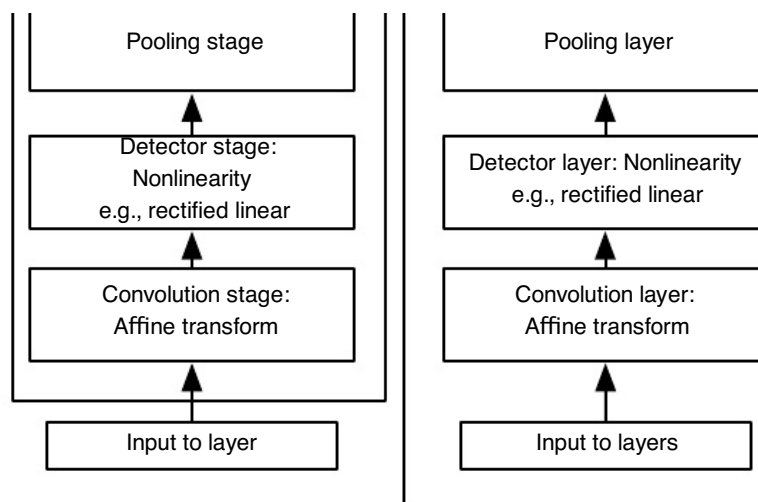 Pooling stage
Detector stage:
Nonlinearity
e.g., rectified linear
Convolution stage:
Affine transform
Input to layer
Pooling layer
Detector layer: Nonlinearity
e.g., rectified linear
Convolution layer:
Affine transform
Input to layers